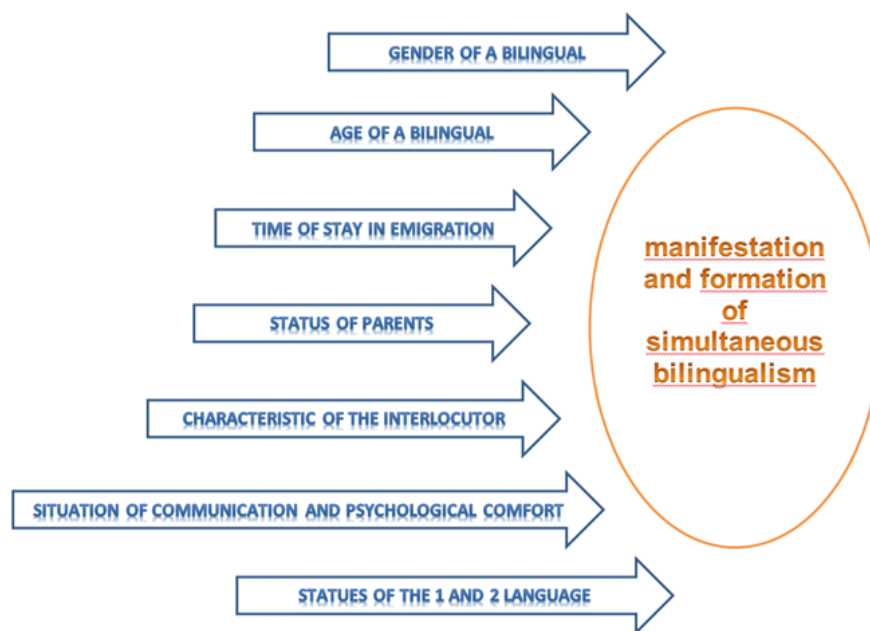 GENDER OF A BILINGUAL
AGE OF A BILINGUAL
TIME OF STAY IN EMIGRATION
STATUS OF PARENTS
CHARACTERISTIC OF THE INTERLOCUTOR
SITUATION OF COMMUNICATION AND PSYCHOLOGICAL COMFORT
STATUES OF THE 1 AND 2 LANGUAGE
manifestation
and formation
of
simultaneous
bilingualism